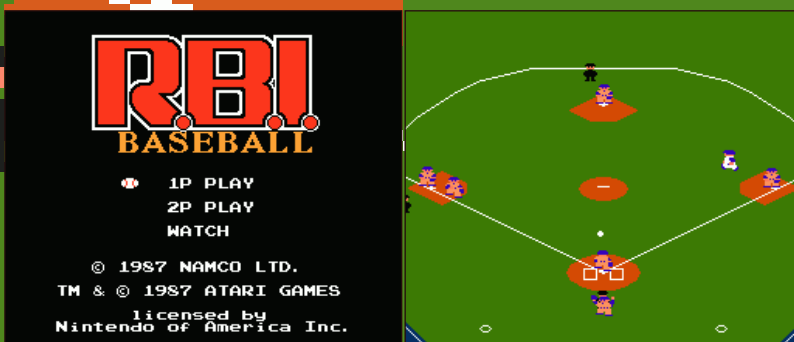 R.B.I.
BASEBALL
1P PLAY
2P PLAY
WATCH
© 1987 NAMCO LTD.
TM & © 1987 ATARI GAMES
licensed by
Nintendo of America Inc.